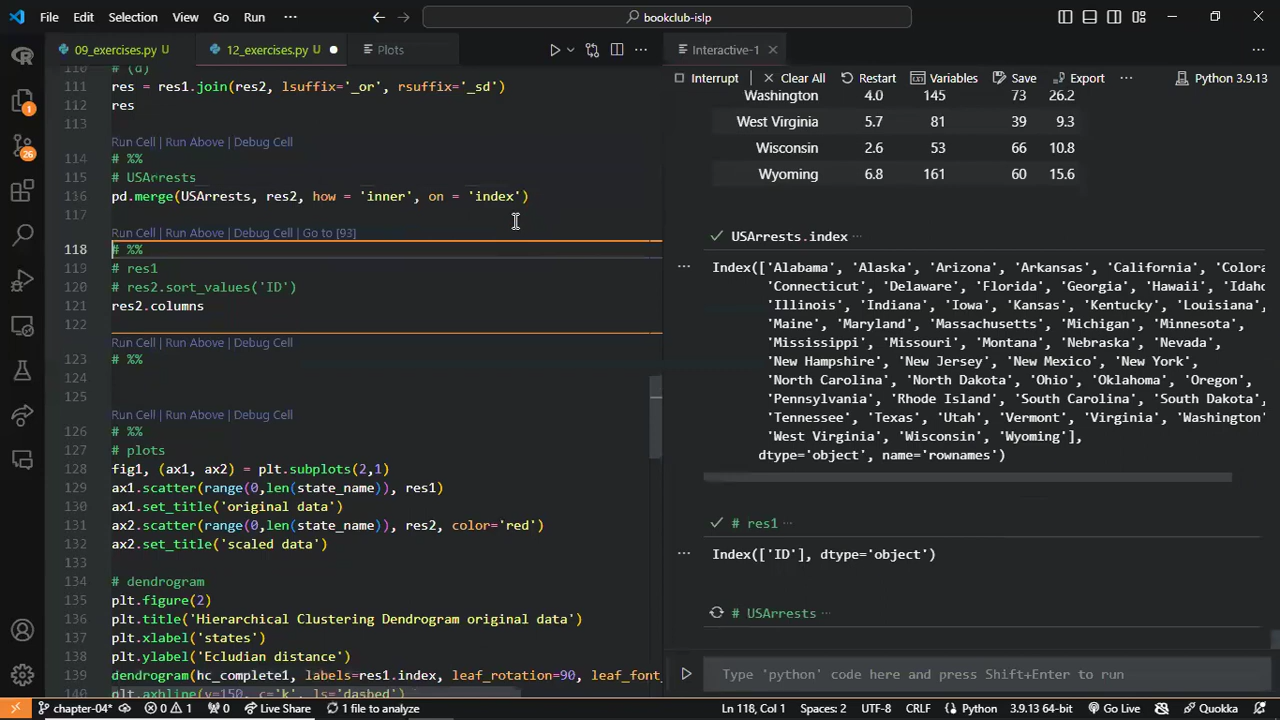 File Edit Selection View Go Run bookclub-islp
09_exercises.py U 12_exercises.py U Plots
Interactive-1
Interrupt Clear All Restart Variables Save Export Python 3.9.13
110 # (d)
111 res = res1.join(res2, lsuffix='_or', rsuffix='_sd')
112 res
113
Run Cell | Run Above | Debug Cell
114 # %%
115 # USArrests
116 pd.merge(USArrests, res2, how = 'inner', on = 'index')
117
Run Cell | Run Above | Debug Cell | Go to [93]
118 # %%
119 # res1
120 # res2.sort_values('ID')
121 res2.columns
122
Run Cell | Run Above | Debug Cell
123 # %%
124
125
Run Cell | Run Above | Debug Cell
126 # %%
127 # plots
128 fig1, (ax1, ax2) = plt.subplots(2,1)
129 ax1.scatter(range(0,len(state_name)), res1)
130 ax1.set_title('original data')
131 ax2.scatter(range(0,len(state_name)), res2, color='red')
132 ax2.set_title('scaled data')
133
134 # dendrogram
135 plt.figure(2)
136 plt.title('Hierarchical Clustering Dendrogram original data')
137 plt.xlabel('states')
138 plt.ylabel('Ecludian distance')
139 dendrogram(hc_complete1, labels=res1.index, leaf_rotation=90, leaf_font_
140 plt.axhline(y=150, c='k', ls='dashed')
Washington 4.0 145 73 26.2
West Virginia 5.7 81 39 9.3
Wisconsin 2.6 53 66 10.8
Wyoming 6.8 161 60 15.6
USArrests.index
Index(['Alabama', 'Alaska', 'Arizona', 'Arkansas', 'California', 'Colora
'Connecticut', 'Delaware', 'Florida', 'Georgia', 'Hawaii', 'Idaho
'Illinois', 'Indiana', 'Iowa', 'Kansas', 'Kentucky', 'Louisiana',
'Maine', 'Maryland', 'Massachusetts', 'Michigan', 'Minnesota',
'Mississippi', 'Missouri', 'Montana', 'Nebraska', 'Nevada',
'New Hampshire', 'New Jersey', 'New Mexico', 'New York',
'North Carolina', 'North Dakota', 'Ohio', 'Oklahoma', 'Oregon',
'Pennsylvania', 'Rhode Island', 'South Carolina', 'South Dakota',
'Tennessee', 'Texas', 'Utah', 'Vermont', 'Virginia', 'Washington'
'West Virginia', 'Wisconsin', 'Wyoming'],
dtype='object', name='rownames')
# res1
Index(['ID'], dtype='object')
# USArrests
Type 'python' code here and press Shift+Enter to run
chapter-04* 0 1 0 Live Share 1 file to analyze Ln 118, Col 1 Spaces: 2 UTF-8 CRLF Python 3.9.13 64-bit Go Live Quokka